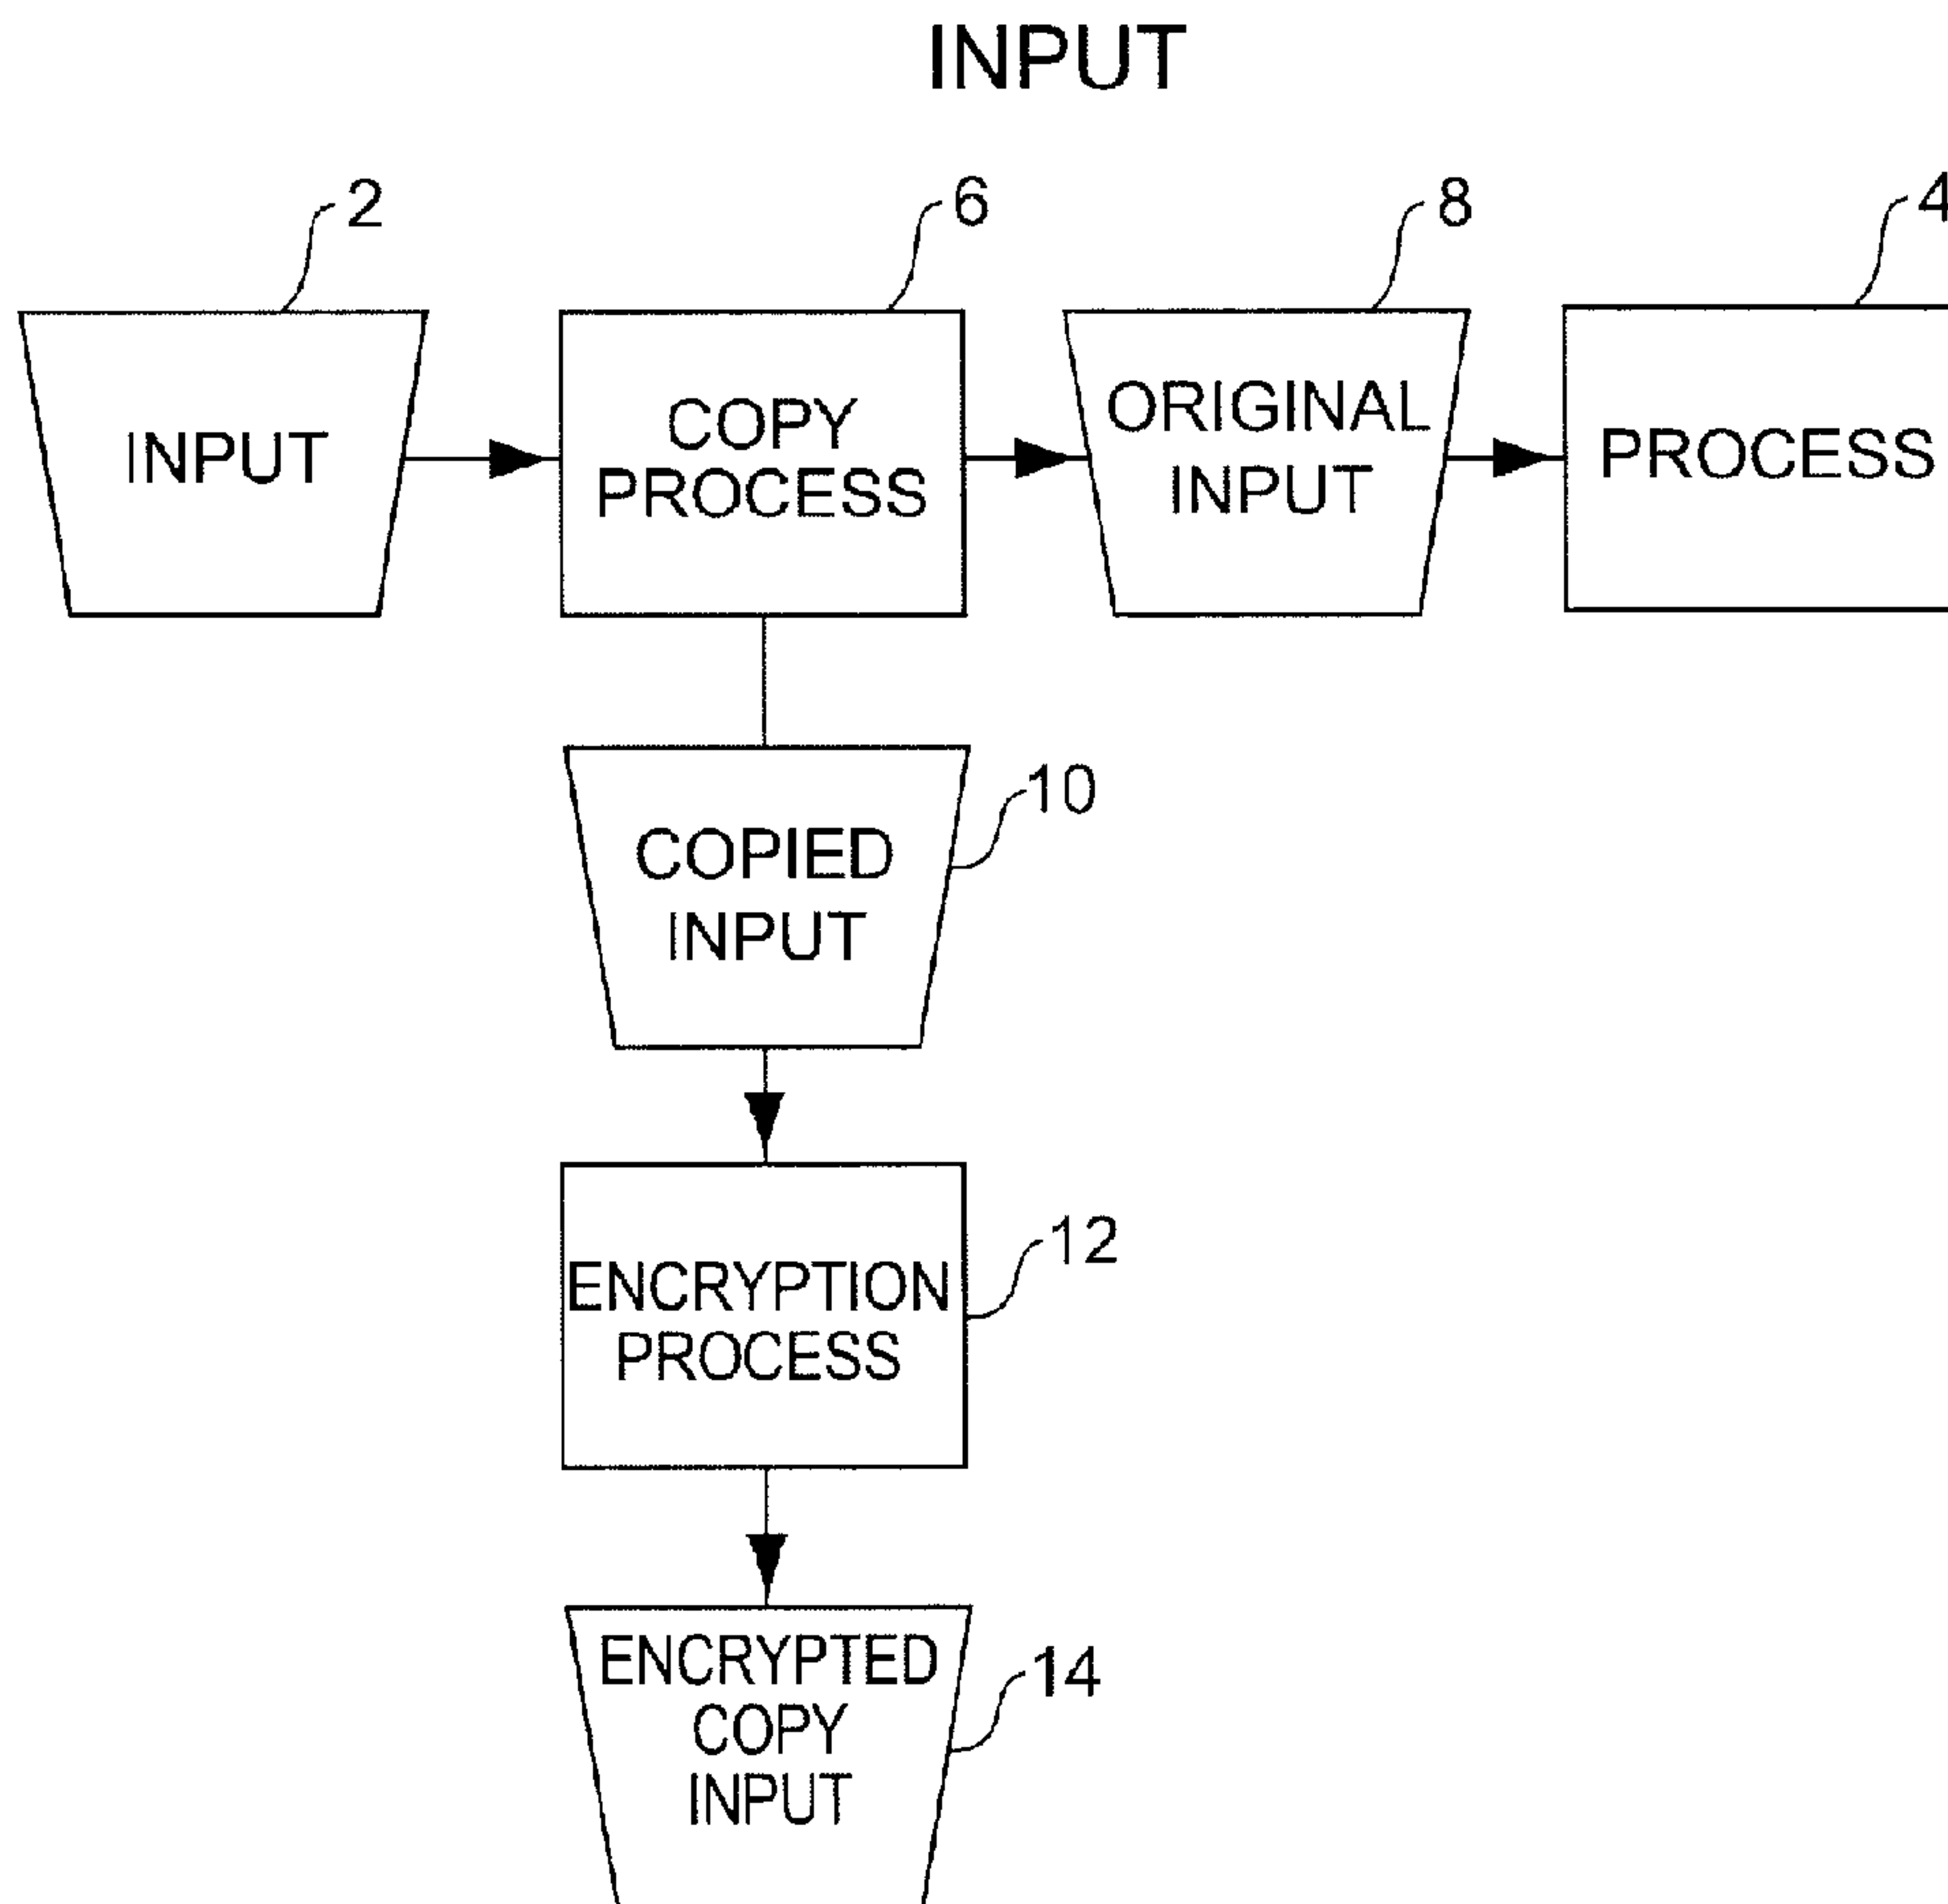 INPUT
2
6
8
4
INPUT
COPY
PROCESS
ORIGINAL
INPUT
PROCESS
10
COPIED
INPUT
12
ENCRYPTION
PROCESS
14
ENCRYPTED
COPY
INPUT